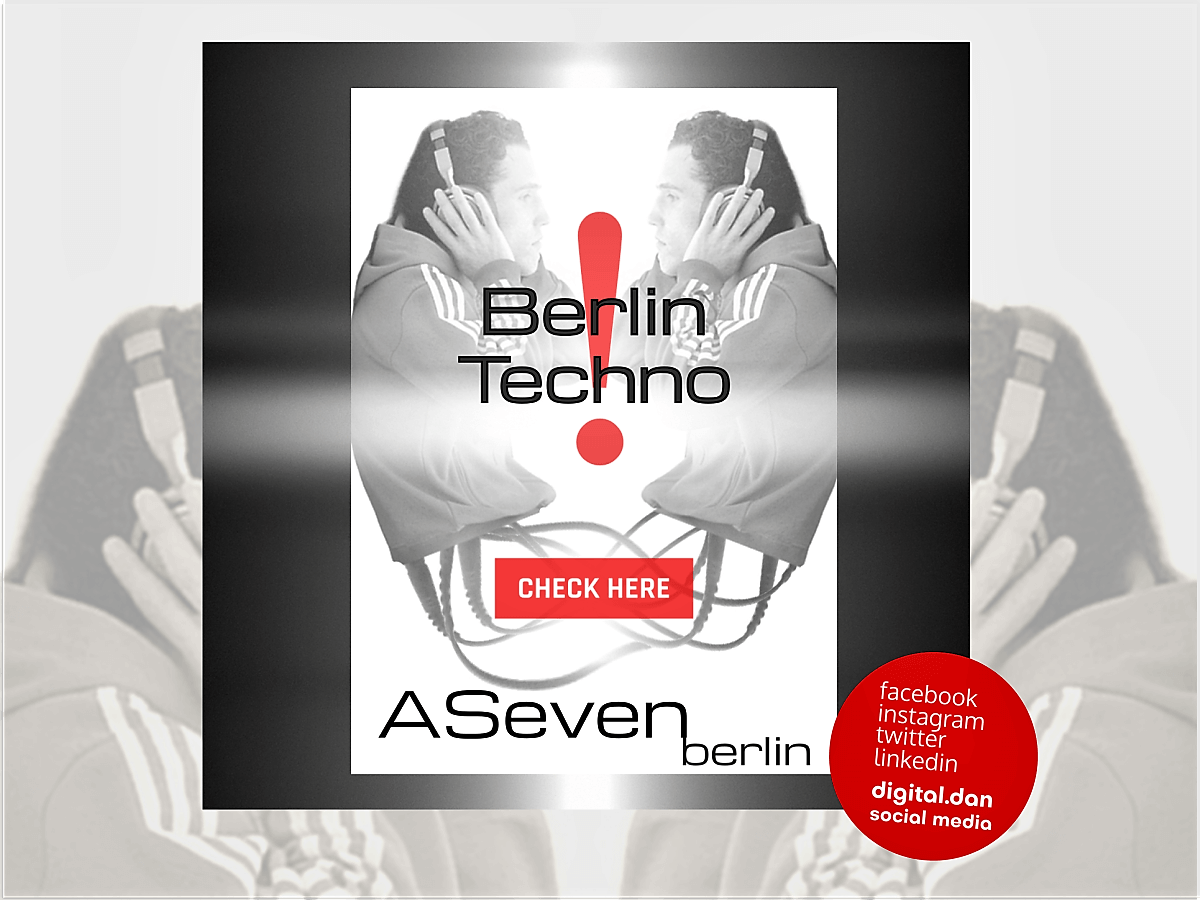 !
Berlin
Techno
CHECK HERE
ASeven
berlin
facebook
instagram
twitter
linkedin
digital.dan
social media